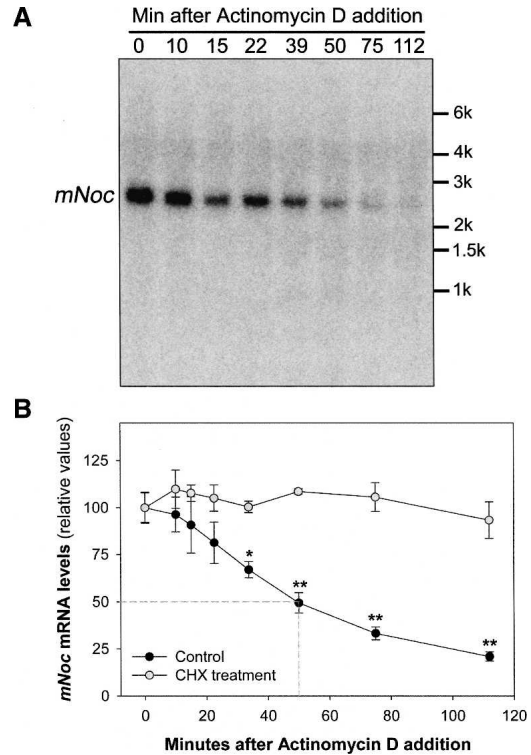 A
Min after Actinomycin D addition
0 10 15 22 39 50 75 112
6k
4k
3k
mNoc
2k
1.5k
1k
B
mNoc mRNA levels (relative values)
125
100
75
50
25
0
*
**
**
**
Control
CHX treatment
0 20 40 60 80 100 120
Minutes after Actinomycin D addition